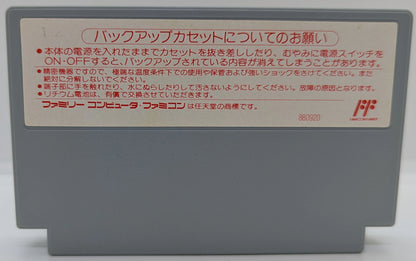 バックアップカセットについてのお願い
●本体の電源を入れたままでカセットを抜き差ししたり、むやみに電源スイッチを
ON・OFFすると、バックアップされている内容が消えてしまうことがあります。
●精密機器ですので、極端な温度条件下での使用や保管および強いショックをさけてください。また
絶対に分解しないでください。
●端子部に手を触れたり、水にぬらしたりして汚さないようにしてください。故障の原因となります。
●リチウム電池は、有償で交換させていただきます。
ファミリー コンピュータ・ファミコン は任天堂の商標です。
880920